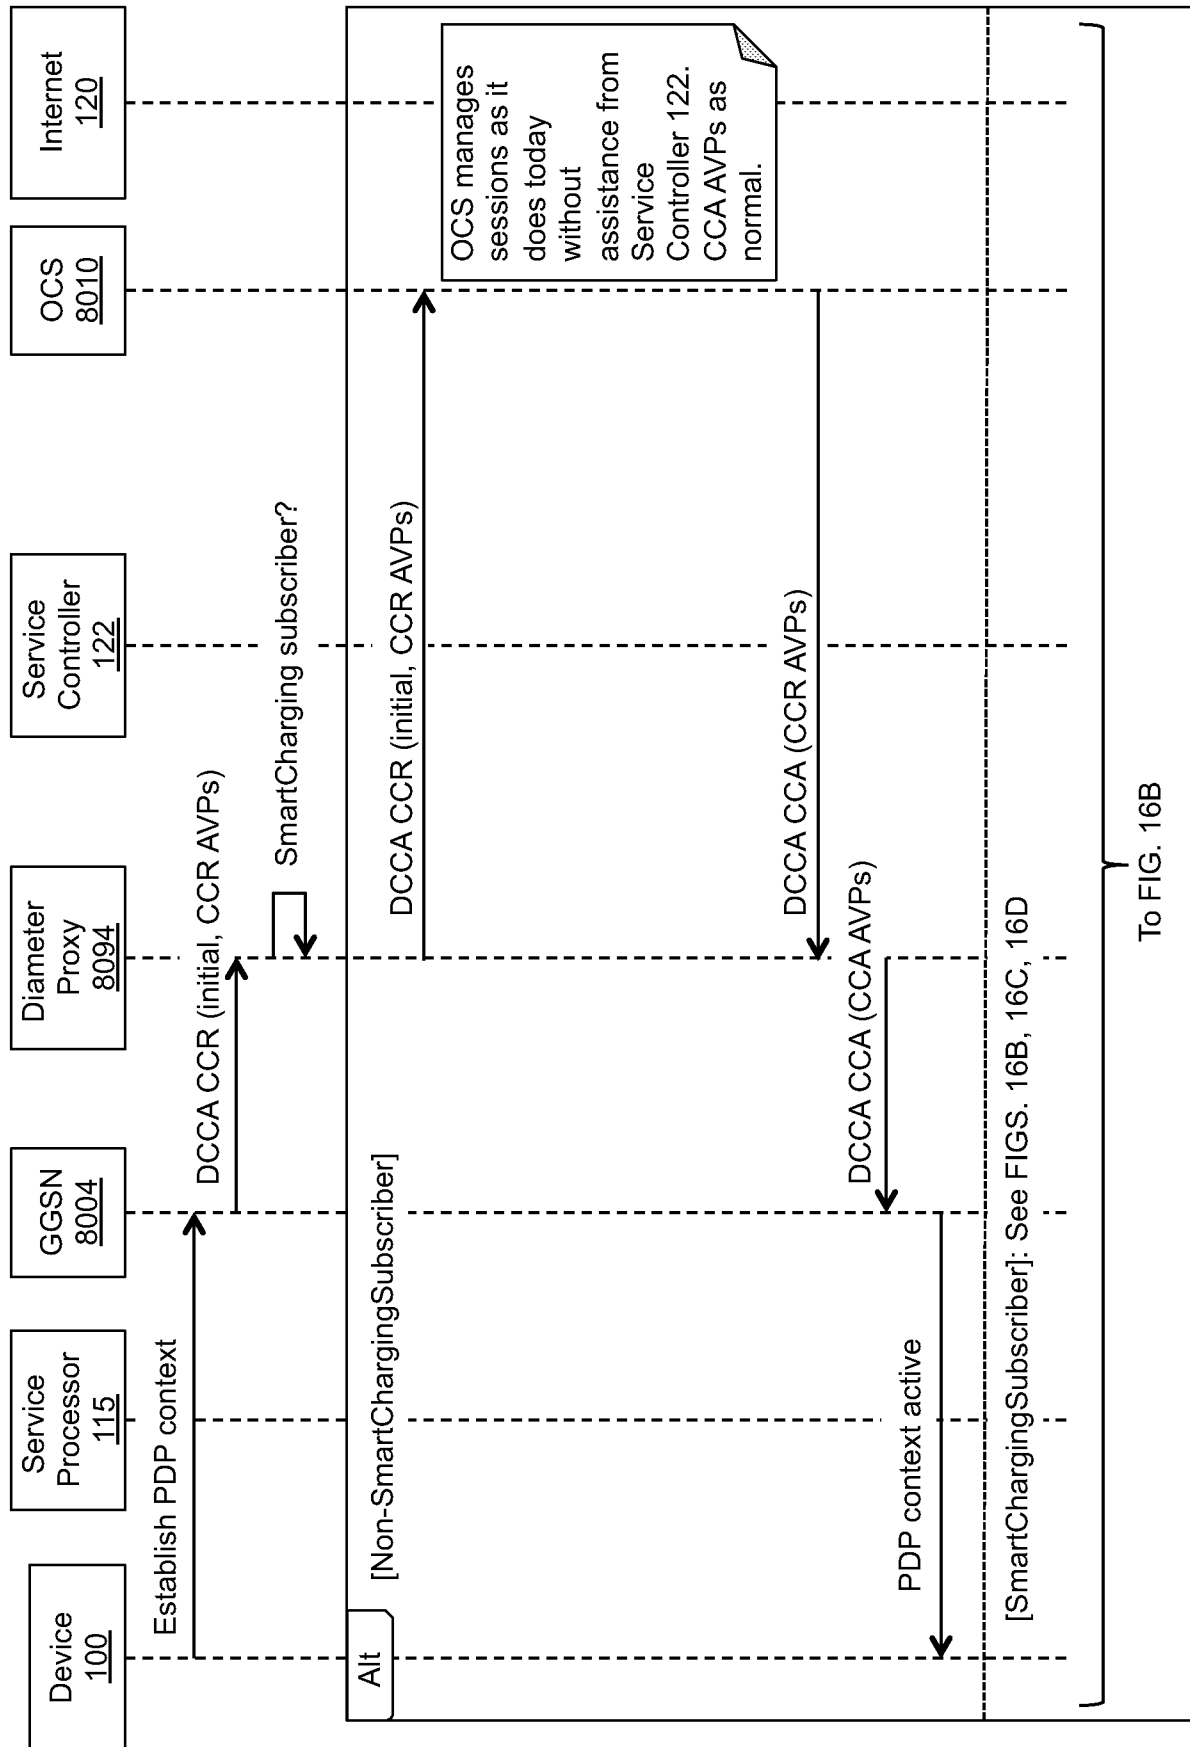 Device
100
Service
Processor
115
GGSN
8004
Diameter
Proxy
8094
Service
Controller
122
OCS
8010
Internet
120
Establish PDP context
DCCA CCR (initial, CCR AVPs)
SmartCharging subscriber?
Alt
[Non-SmartChargingSubscriber]
DCCA CCR (initial, CCR AVPs)
OCS manages
sessions as it
does today
without
assistance from
Service
Controller 122.
CCA AVPs as
normal.
DCCA CCA (CCR AVPs)
DCCA CCA (CCA AVPs)
PDP context active
[SmartChargingSubscriber]: See FIGS. 16B, 16C, 16D
To FIG. 16B